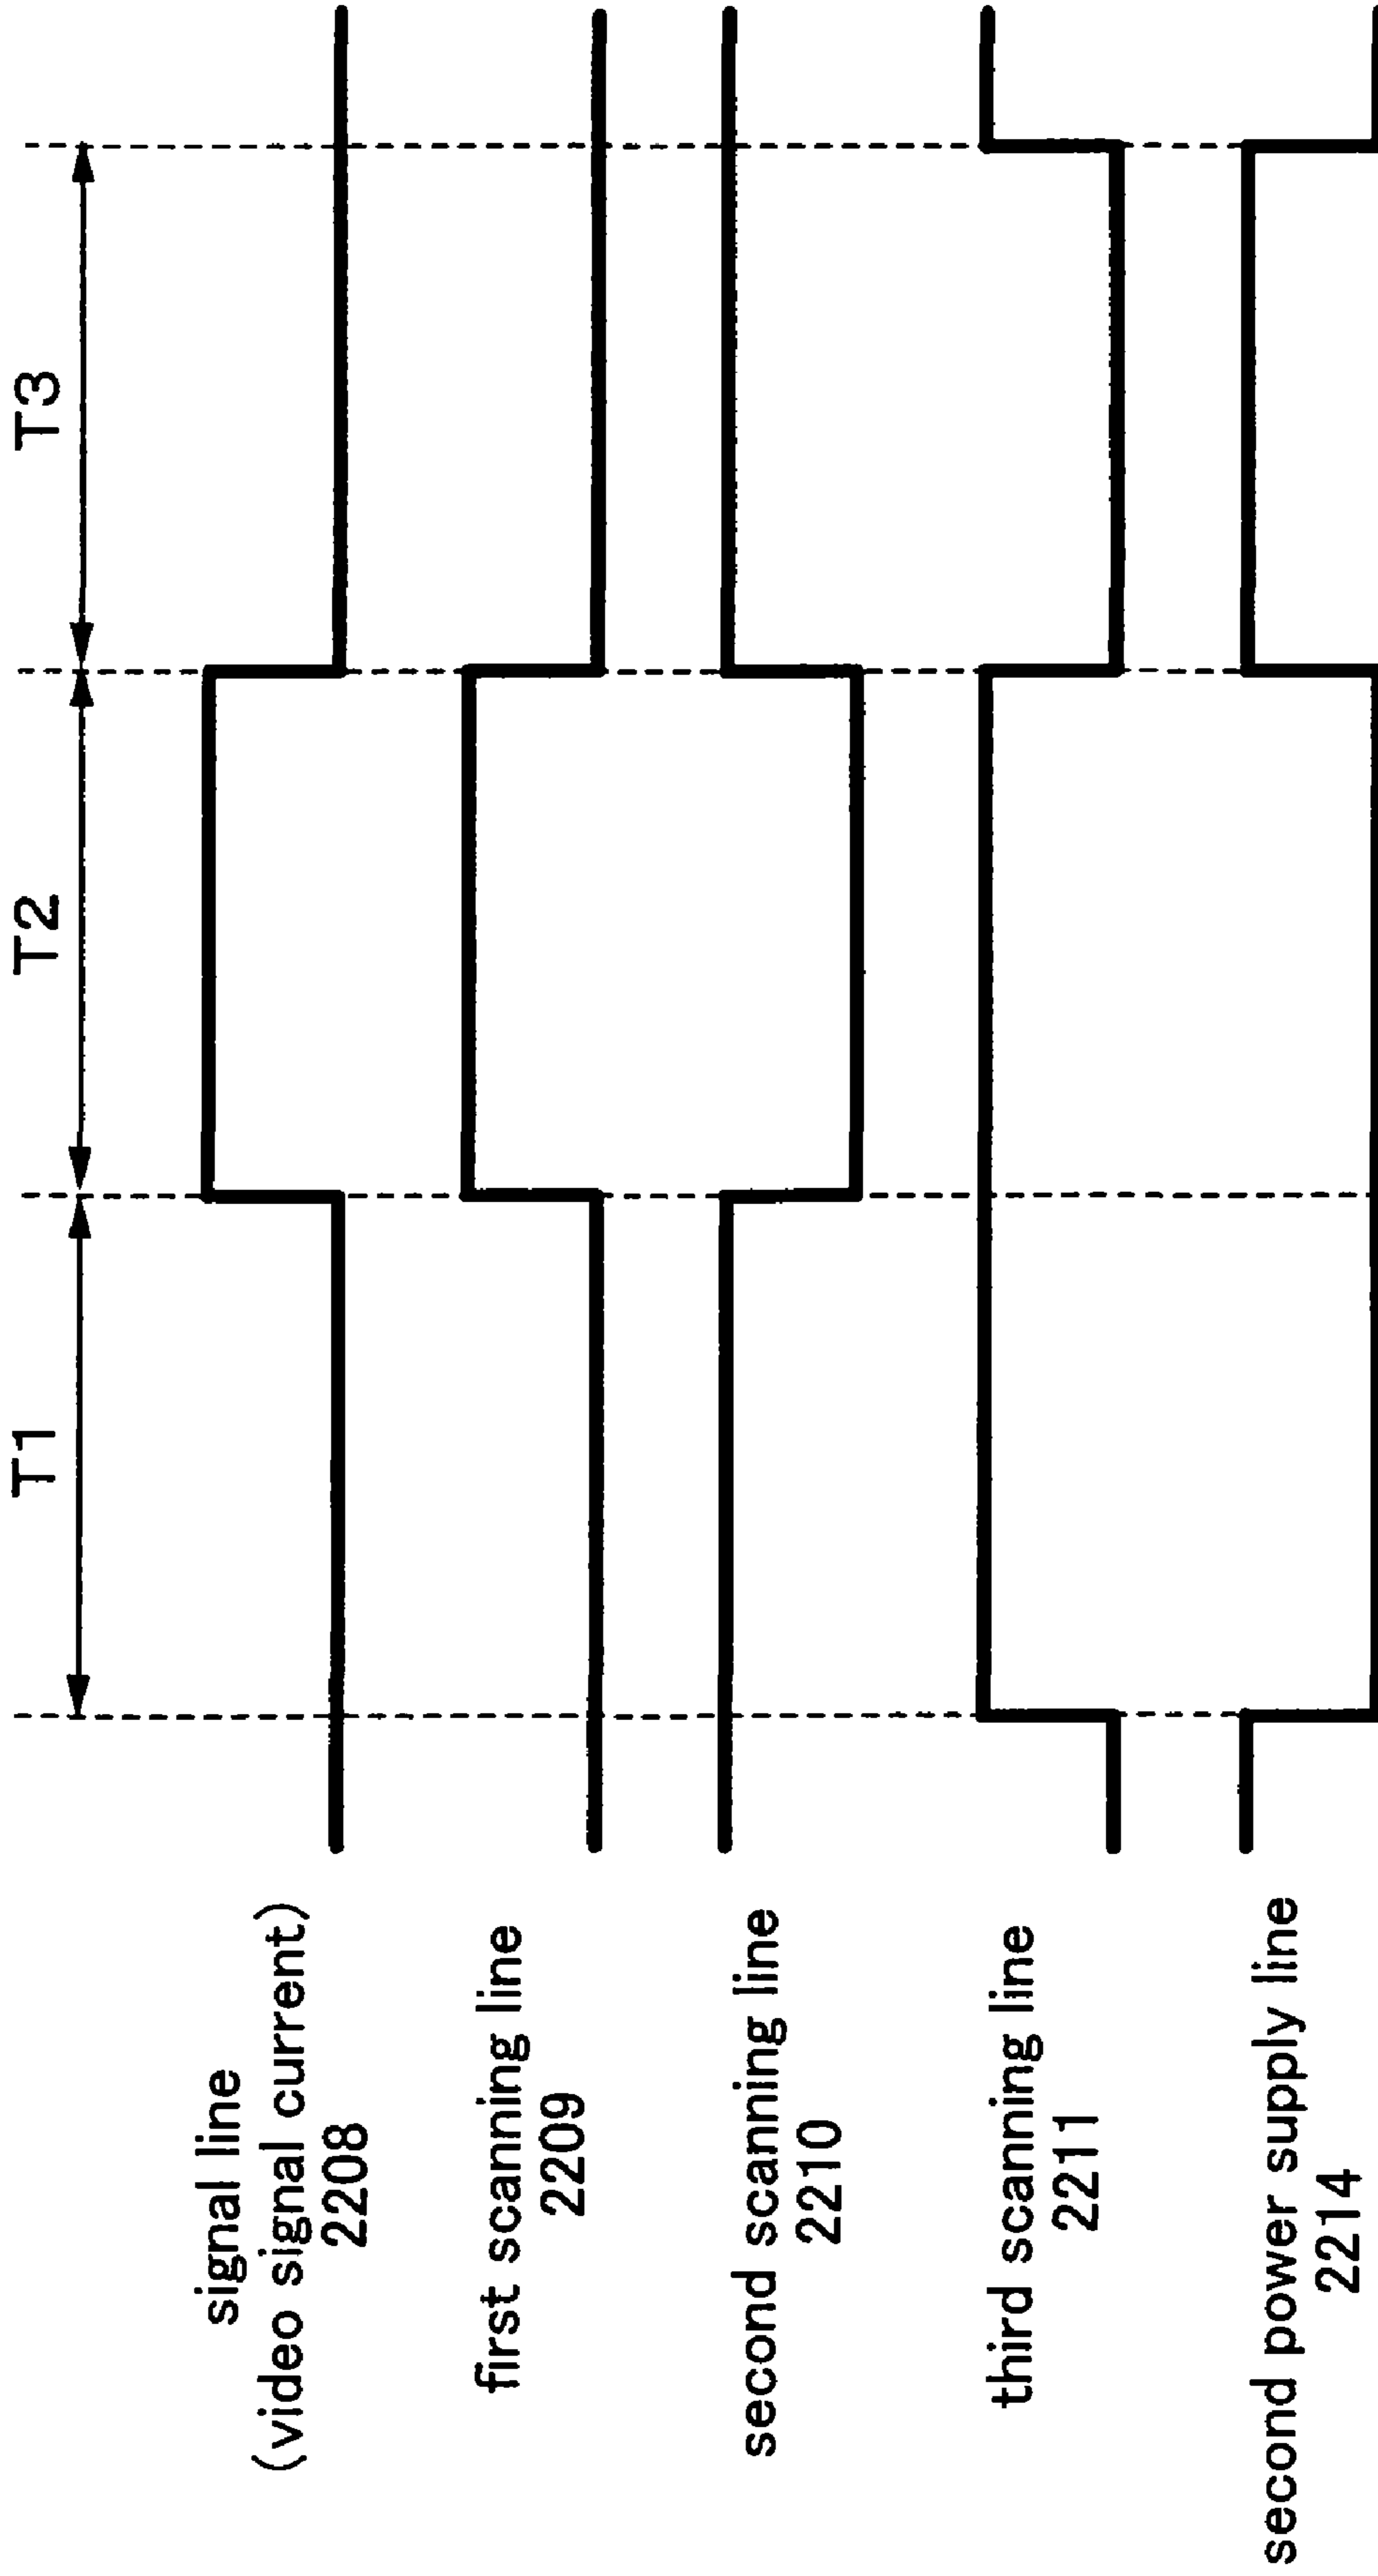 T1
T2
T3
signal line
(video signal current)
2208
first scanning line
2209
second scanning line
2210
third scanning line
2211
second power supply line
2214